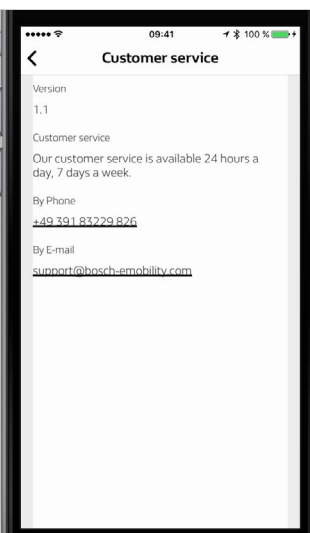 09:41
100 %
Customer service
Version
1.1
Customer service
Our customer service is available 24 hours a
day, 7 days a week.
By Phone
+49 391 83229 826
By E-mail
support@bosch-emobility.com